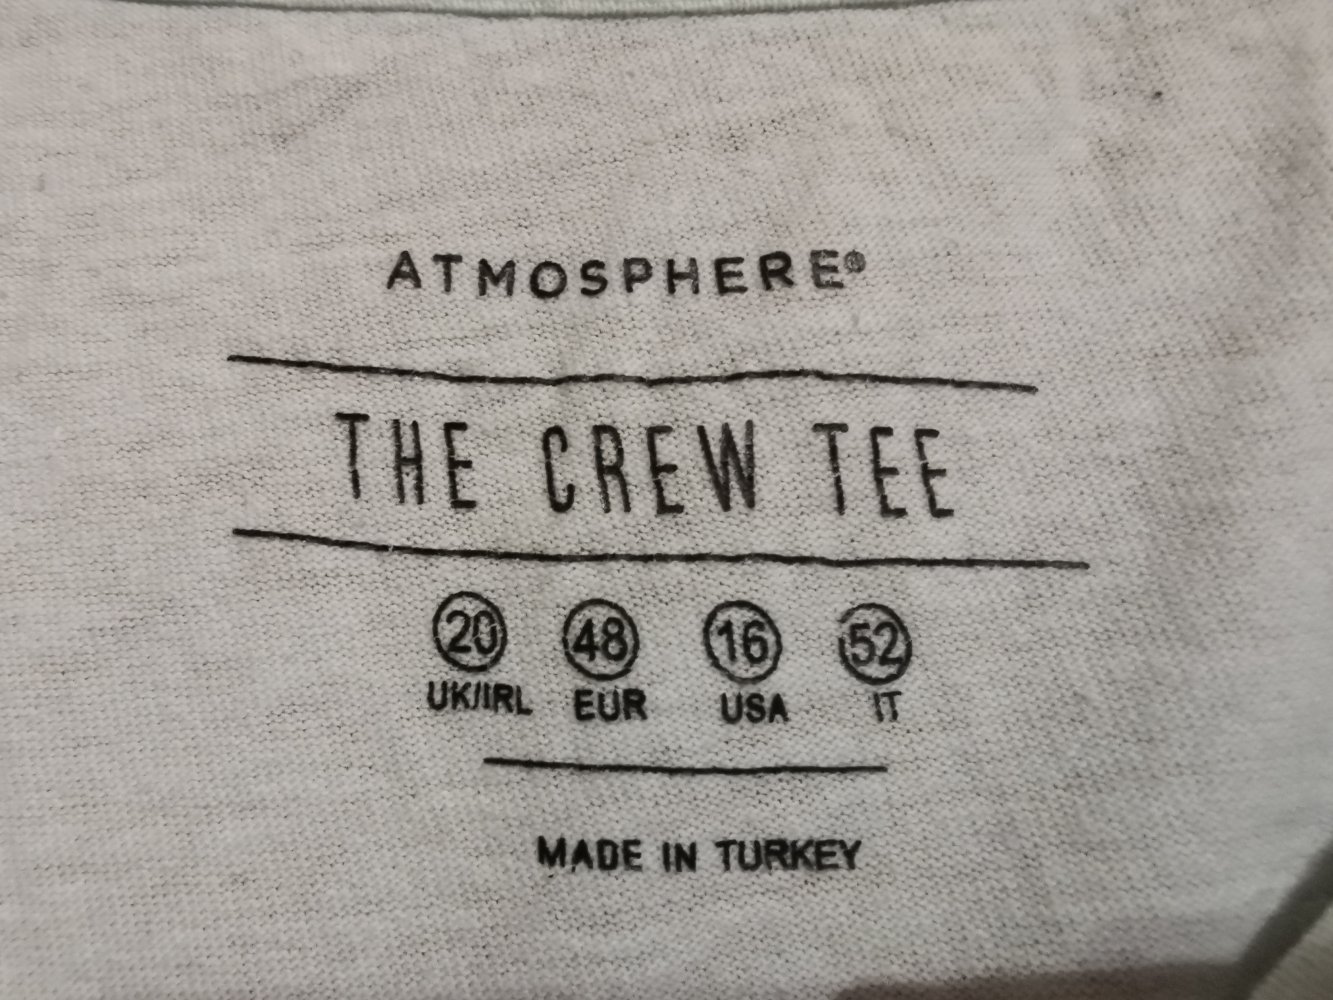 ATMOSPHERE®
THE CREW TEE
20 48 16 52
UK/IRL EUR USA IT
MADE IN TURKEY